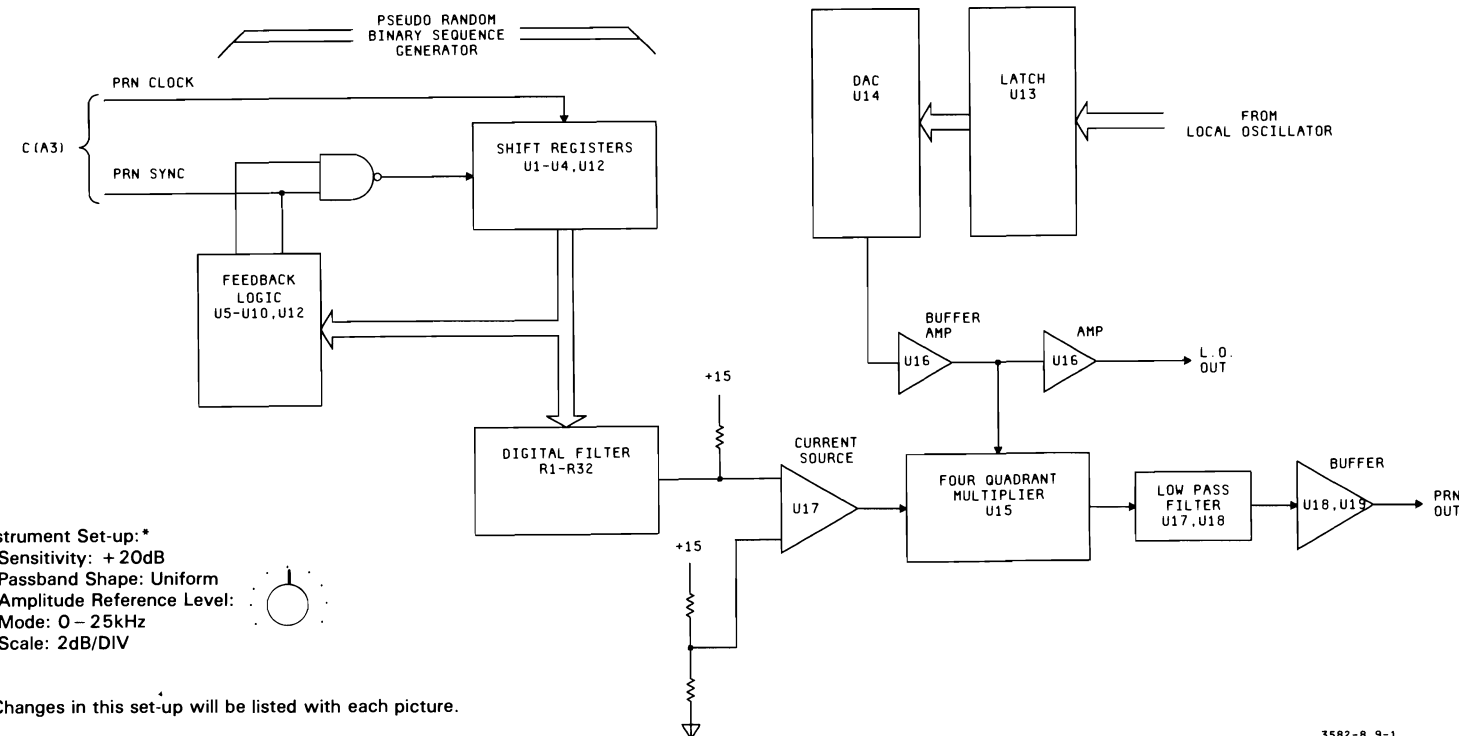 PSEUDO RANDOM
BINARY SEQUENCE
GENERATOR
PRN CLOCK
C(A3)
PRN SYNC
SHIFT REGISTERS
U1-U4,U12
FEEDBACK
LOGIC
U5-U10,U12
DIGITAL FILTER
R1-R32
DAC
U14
LATCH
U13
FROM
LOCAL OSCILLATOR
BUFFER
AMP
U16
AMP
U16
L.O.
OUT
+15
+15
CURRENT
SOURCE
U17
FOUR QUADRANT
MULTIPLIER
U15
LOW PASS
FILTER
U17,U18
BUFFER
U18,U19
PRN
OUT
strument Set-up:*
Sensitivity: +20dB
Passband Shape: Uniform
Amplitude Reference Level:
Mode: 0–25kHz
Scale: 2dB/DIV
Changes in this set-up will be listed with each picture.
3582-8 9-1